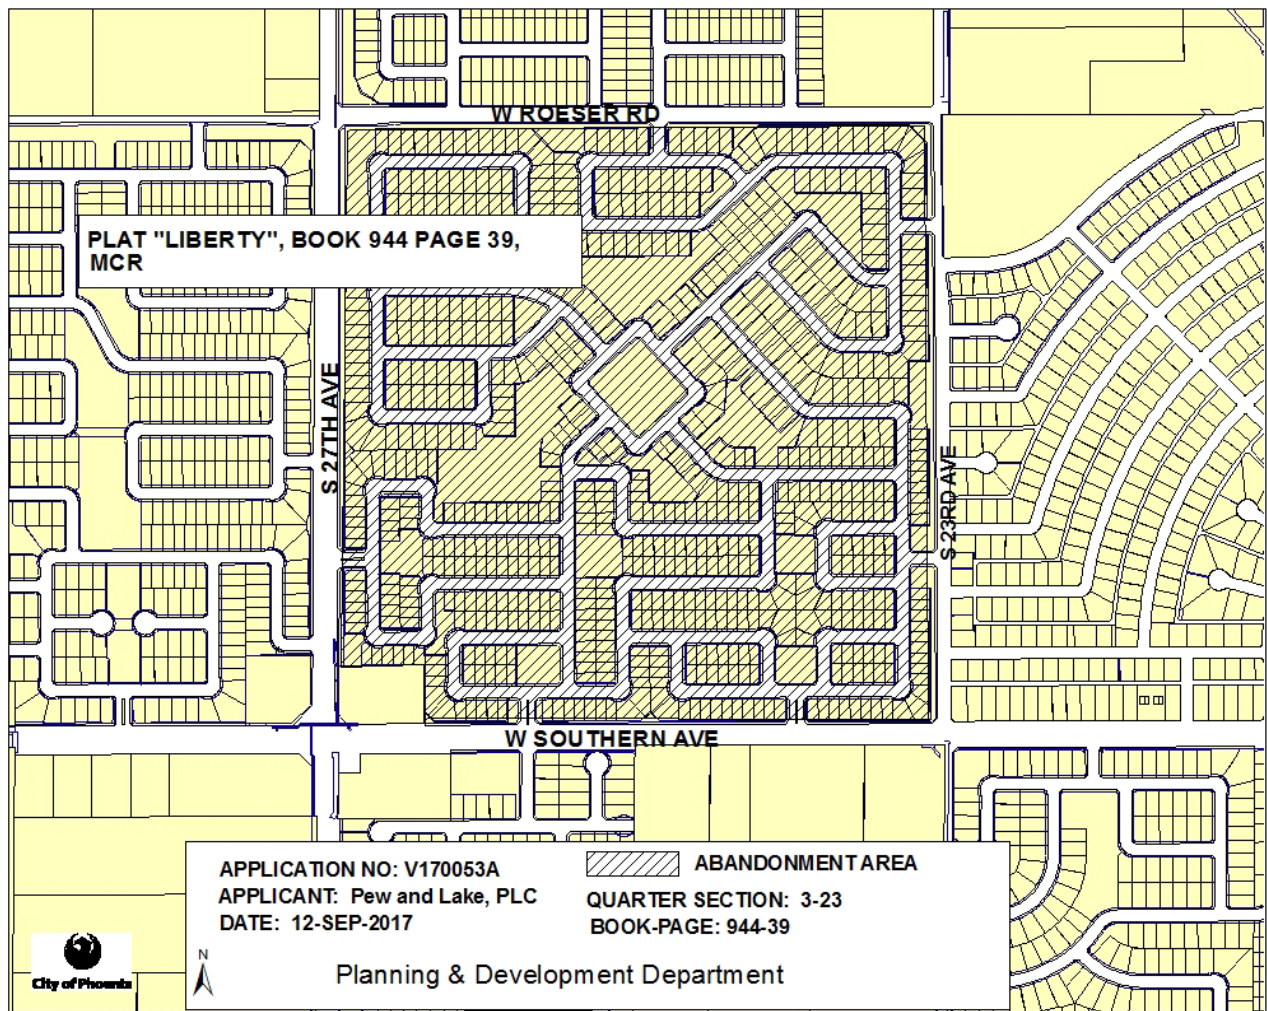 W ROESER RD
PLAT "LIBERTY", BOOK 944 PAGE 39,
MCR
S 27TH AVE
S 23RD AVE
W SOUTHERN AVE
APPLICATION NO: V170053A
APPLICANT: Pew and Lake, PLC
DATE: 12-SEP-2017
ABANDONMENT AREA
QUARTER SECTION: 3-23
BOOK-PAGE: 944-39
City of Phoenix
N
Planning & Development Department